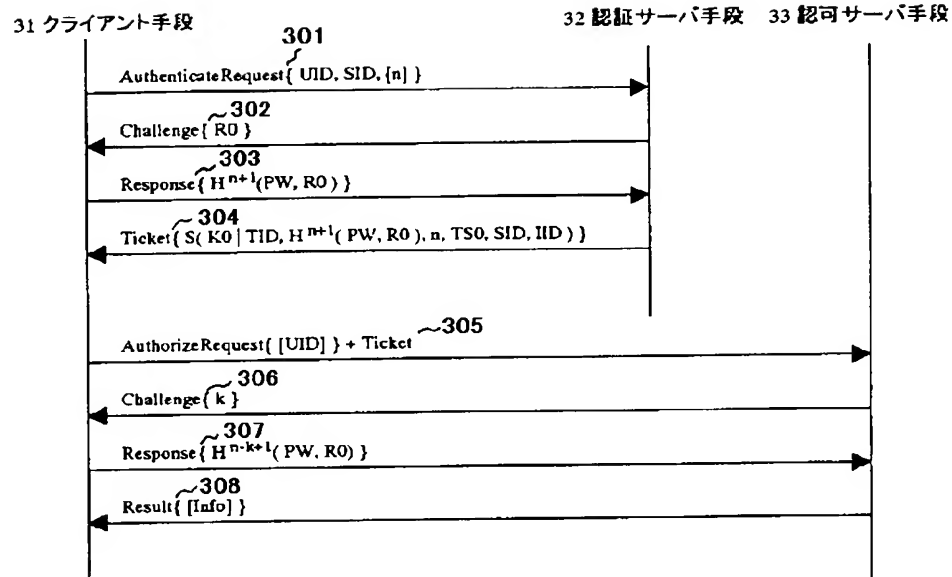 31 クライアント手段
32 認証サーバ手段
33 認可サーバ手段
301
AuthenticateRequest{ UID, SID, [n] }
302
Challenge{ R0 }
303
Response{ H^n+1(PW, R0 ) }
304
Ticket{ S( K0 | TID, H^n+1( PW, R0 ), n, TS0, SID, IID ) }
305
AuthorizeRequest{ [UID] } + Ticket
306
Challenge{ k }
307
Response{ H^n-k+1( PW, R0) }
308
Result{ [Info] }